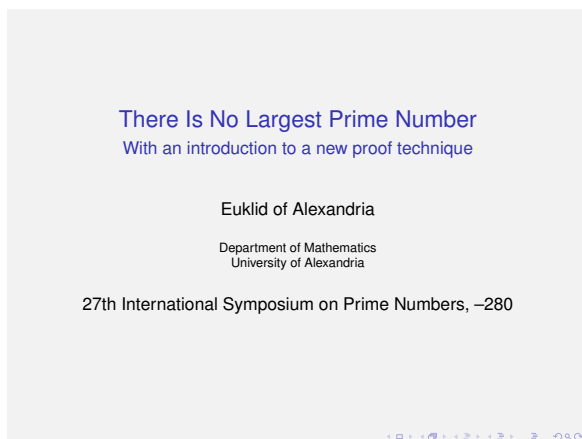 There Is No Largest Prime Number
With an introduction to a new proof technique
Euklid of Alexandria
Department of Mathematics
University of Alexandria
27th International Symposium on Prime Numbers, –280